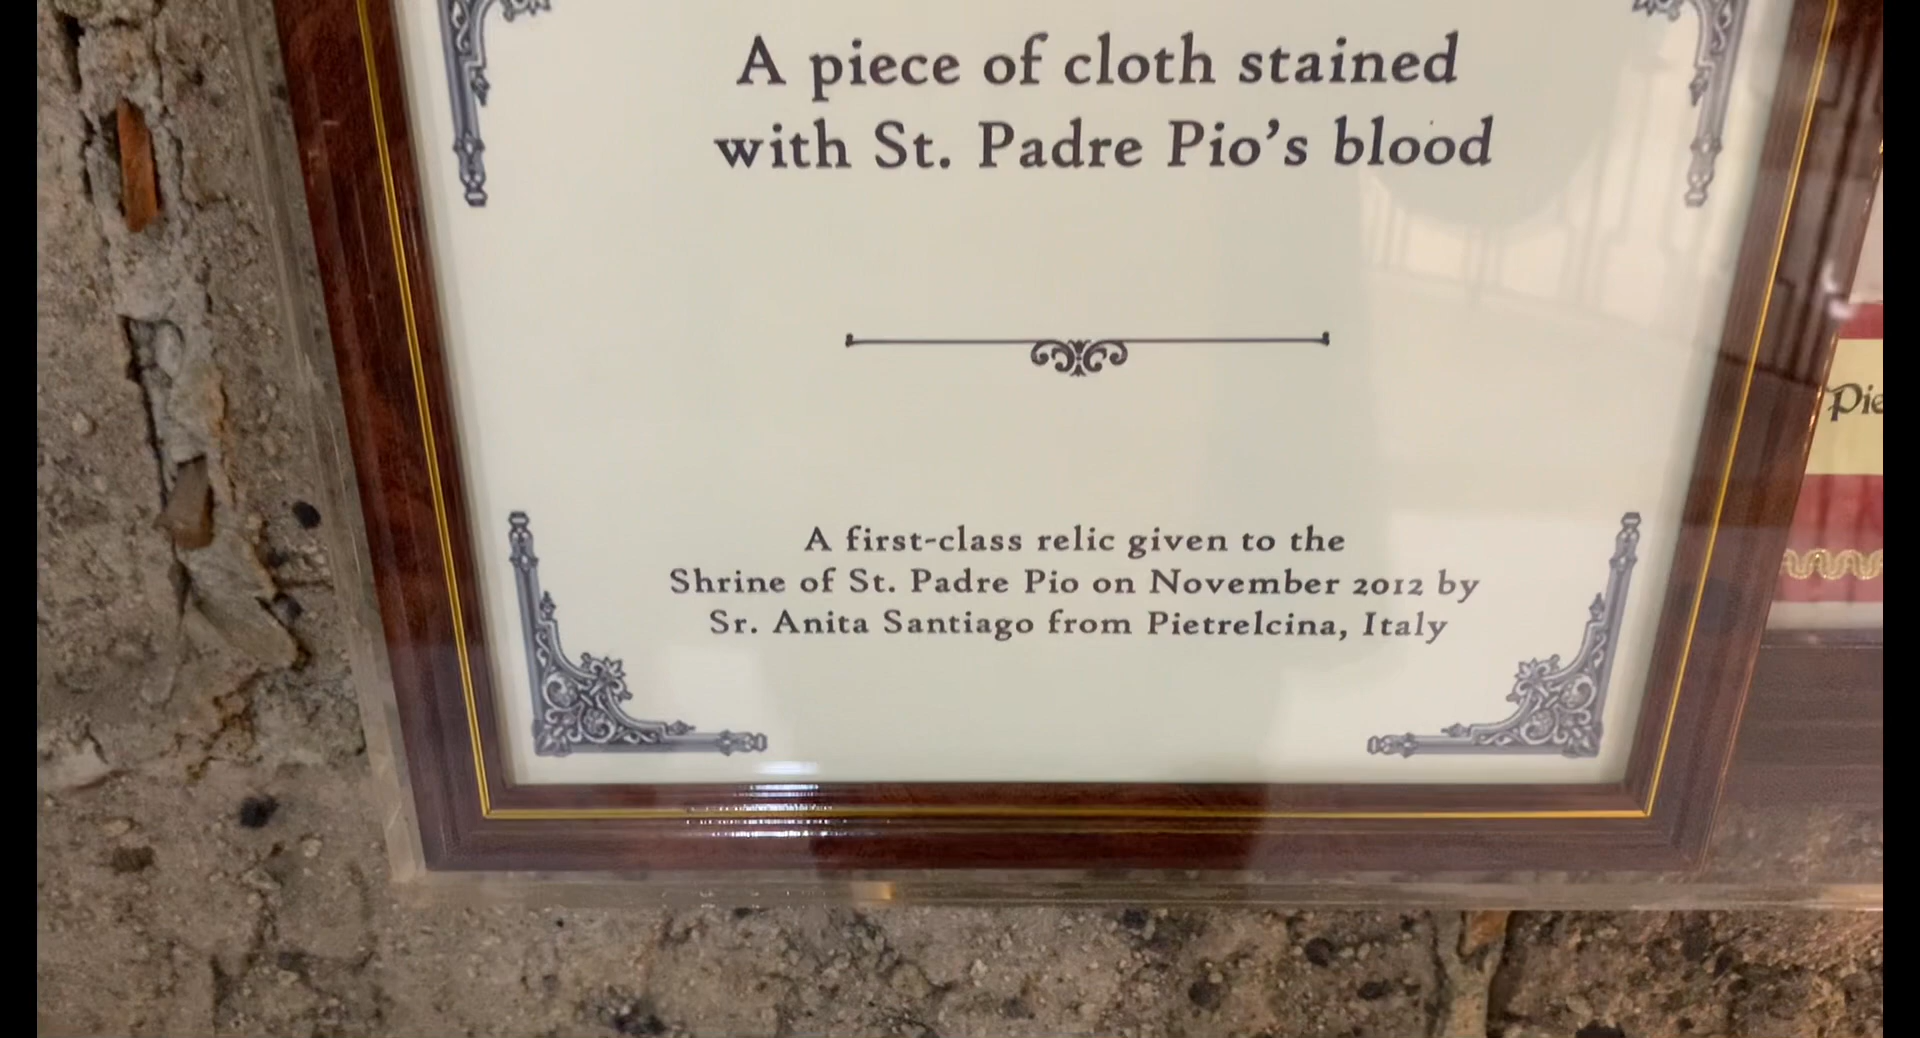 A piece of cloth stained
with St. Padre Pio's blood
A first-class relic given to the
Shrine of St. Padre Pio on November 2012 by
Sr. Anita Santiago from Pietrelcina, Italy